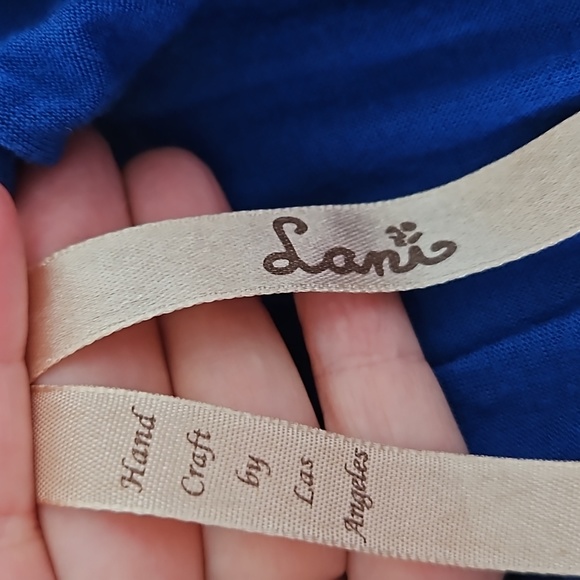 Lani
Hand
Craft
by
Las
Angeles